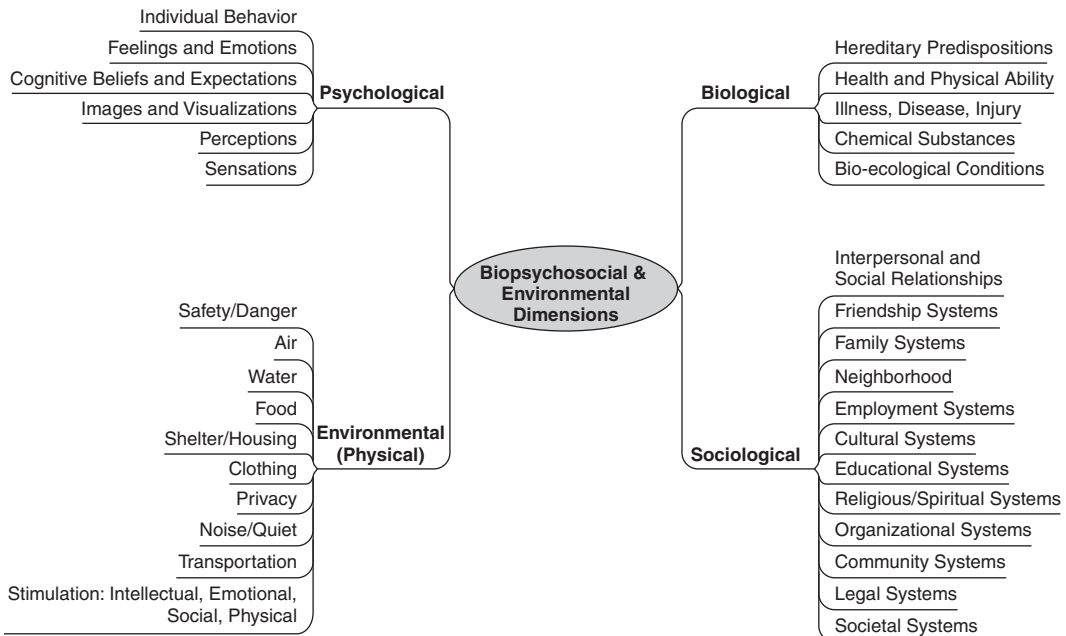 Individual Behavior
Feelings and Emotions
Cognitive Beliefs and Expectations
Images and Visualizations
Perceptions
Sensations
Psychological
Biological
Hereditary Predispositions
Health and Physical Ability
Illness, Disease, Injury
Chemical Substances
Bio-ecological Conditions
Biopsychosocial &
Environmental
Dimensions
Safety/Danger
Air
Water
Food
Shelter/Housing
Clothing
Privacy
Noise/Quiet
Transportation
Stimulation: Intellectual, Emotional,
Social, Physical
Environmental
(Physical)
Sociological
Interpersonal and
Social Relationships
Friendship Systems
Family Systems
Neighborhood
Employment Systems
Cultural Systems
Educational Systems
Religious/Spiritual Systems
Organizational Systems
Community Systems
Legal Systems
Societal Systems